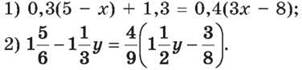 1) 0,3(5 − x) + 1,3 = 0,4(3x − 8);
2) 1 5/6 − 1 1/3 y = 4/9 (1 1/2 y − 3/8).